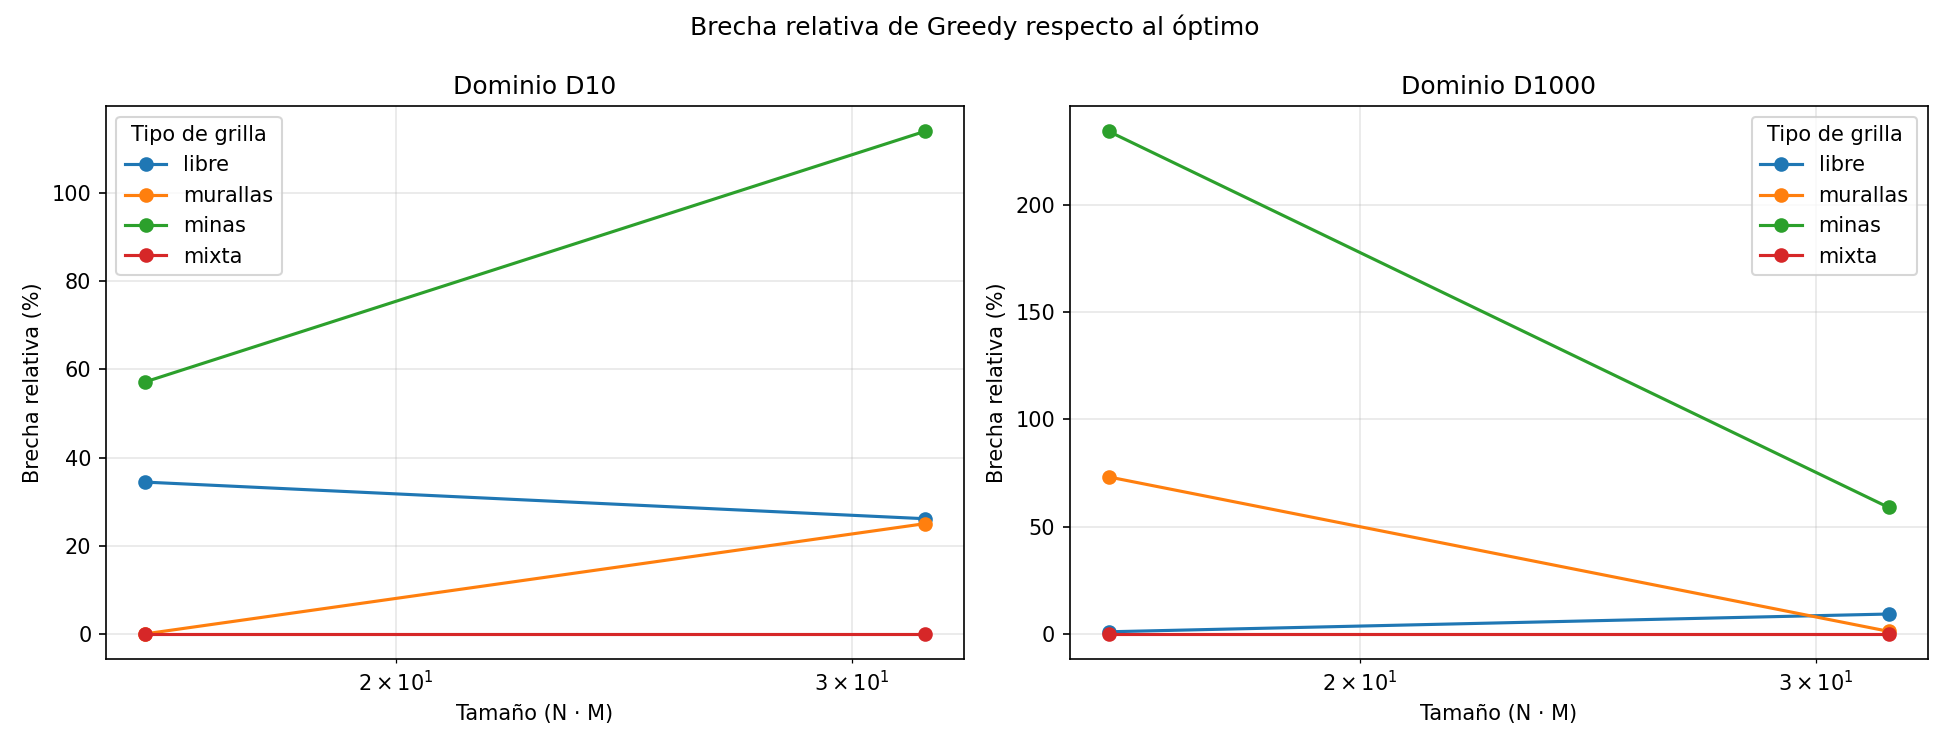 Brecha relativa de Greedy respecto al óptimo
Dominio D10
Tipo de grilla
libre
murallas
minas
mixta
Brecha relativa (%)
100
80
60
40
20
0
2 × 10¹
3 × 10¹
Tamaño (N · M)
Dominio D1000
Tipo de grilla
libre
murallas
minas
mixta
Brecha relativa (%)
200
150
100
50
0
2 × 10¹
3 × 10¹
Tamaño (N · M)